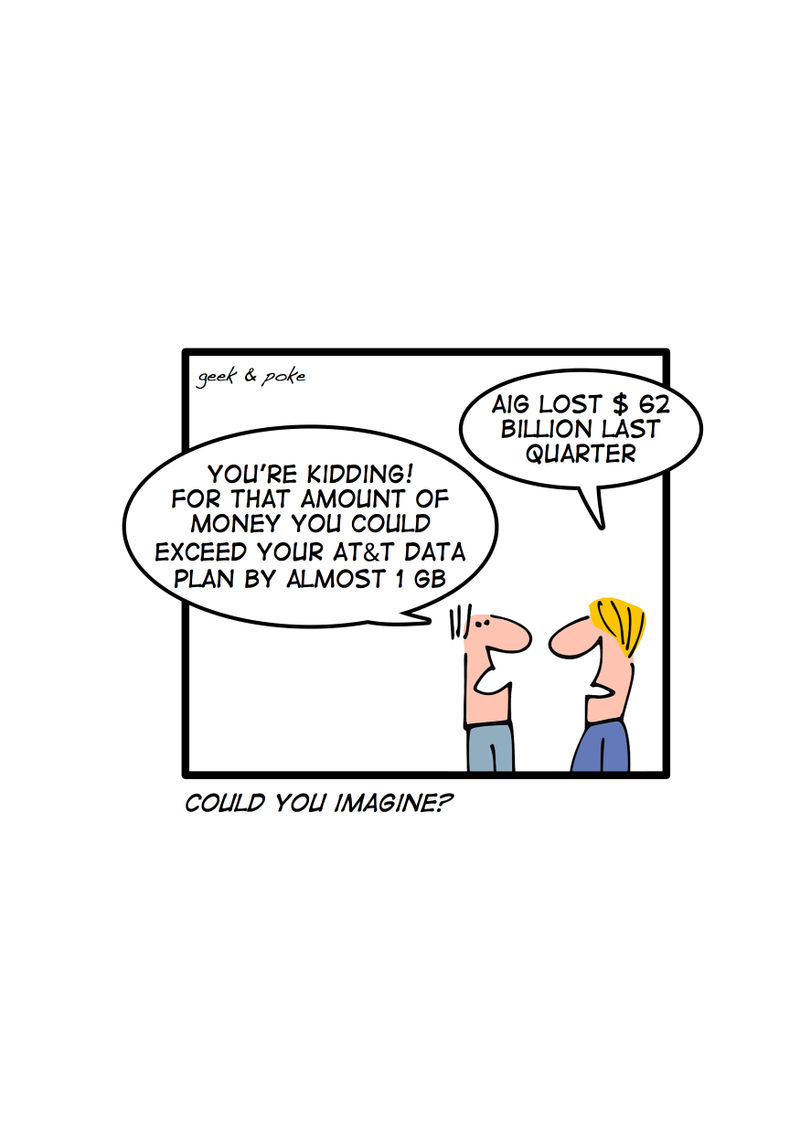 geek & poke
AIG LOST $ 62
BILLION LAST
QUARTER
YOU'RE KIDDING!
FOR THAT AMOUNT OF
MONEY YOU COULD
EXCEED YOUR AT&T DATA
PLAN BY ALMOST 1 GB
COULD YOU IMAGINE?